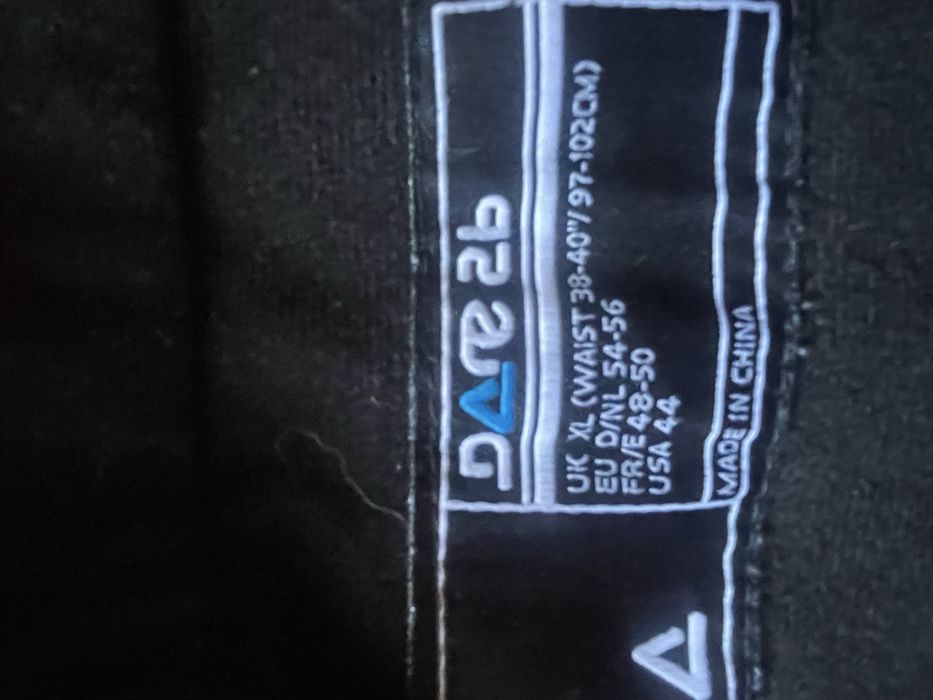 dare 2b
UK XL (WAIST 38-40"/97-102CM)
EU D/NL 54-56
FR/E 48-50
USA 44
MADE IN CHINA